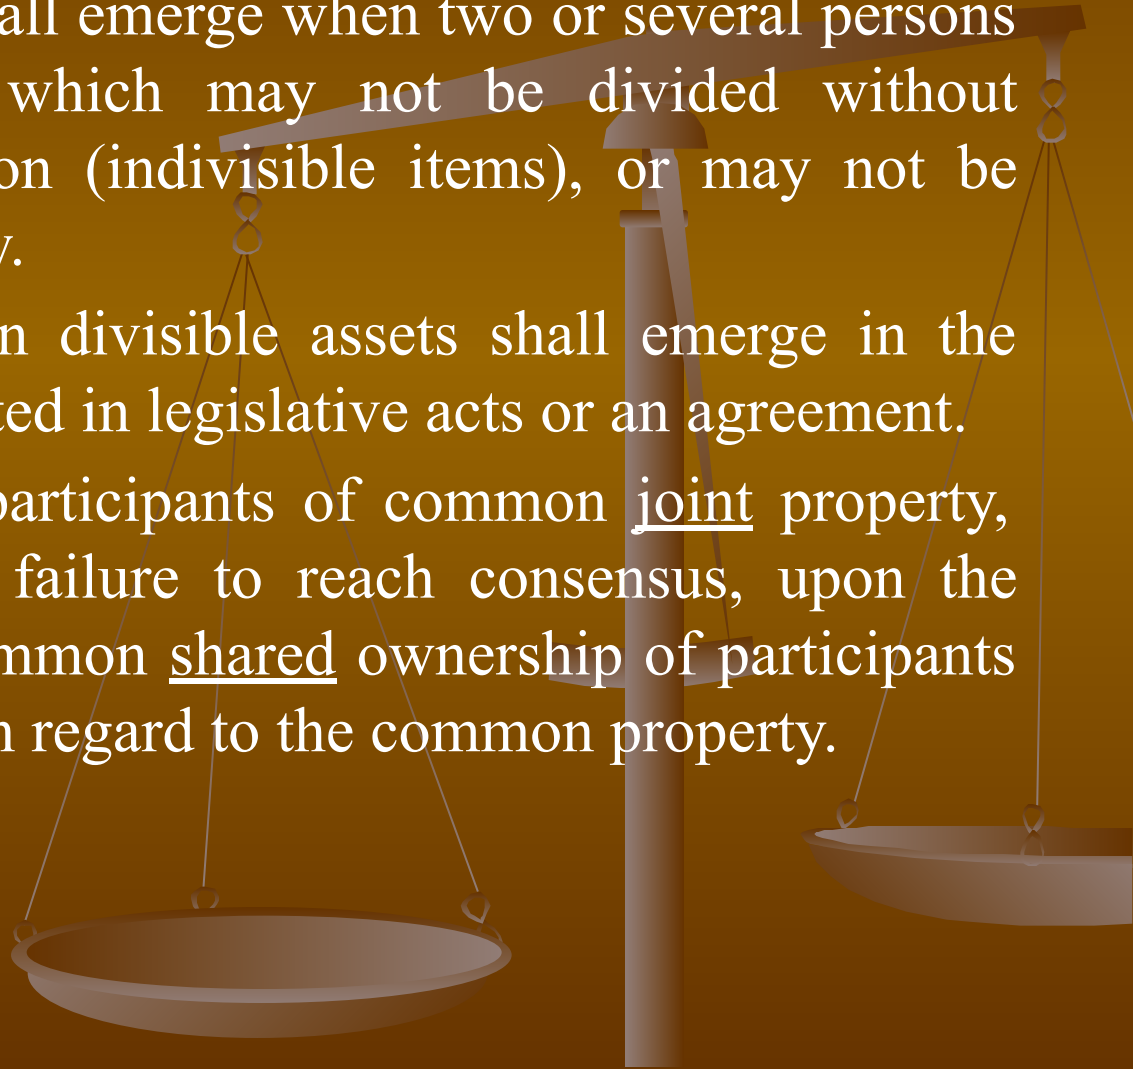 all emerge when two or several persons
which may not be divided without
on (indivisible items), or may not be
y.
n divisible assets shall emerge in the
ted in legislative acts or an agreement.
participants of common joint property,
failure to reach consensus, upon the
mmon shared ownership of participants
n regard to the common property.